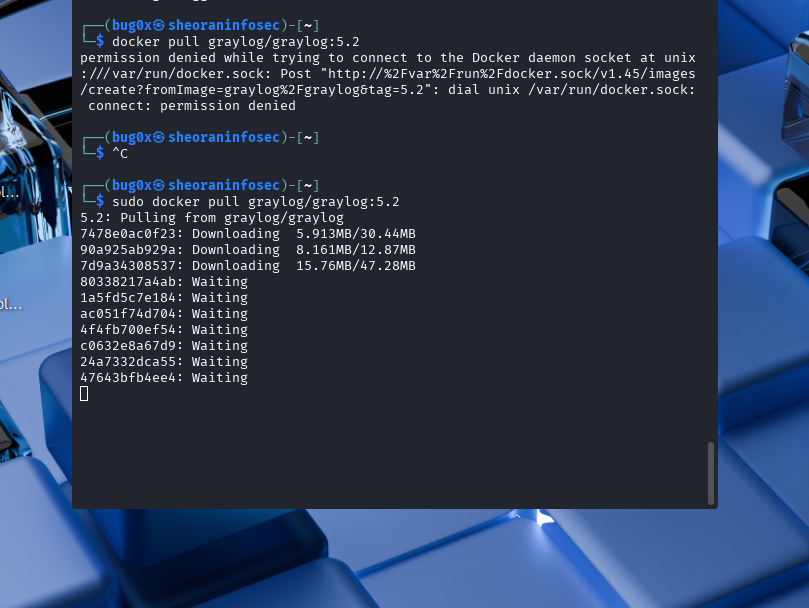 ┌──(bug0x㉿sheoraninfosec)-[~]
└─$ docker pull graylog/graylog:5.2
permission denied while trying to connect to the Docker daemon socket at unix
:///var/run/docker.sock: Post "http://%2Fvar%2Frun%2Fdocker.sock/v1.45/images
/create?fromImage=graylog%2Fgraylog&tag=5.2": dial unix /var/run/docker.sock:
 connect: permission denied
┌──(bug0x㉿sheoraninfosec)-[~]
└─$ ^C
┌──(bug0x㉿sheoraninfosec)-[~]
└─$ sudo docker pull graylog/graylog:5.2
5.2: Pulling from graylog/graylog
7478e0ac0f23: Downloading  5.913MB/30.44MB
90a925ab929a: Downloading  8.161MB/12.87MB
7d9a34308537: Downloading  15.76MB/47.28MB
80338217a4ab: Waiting
1a5fd5c7e184: Waiting
ac051f74d704: Waiting
4f4fb700ef54: Waiting
c0632e8a67d9: Waiting
24a7332dca55: Waiting
47643bfb4ee4: Waiting